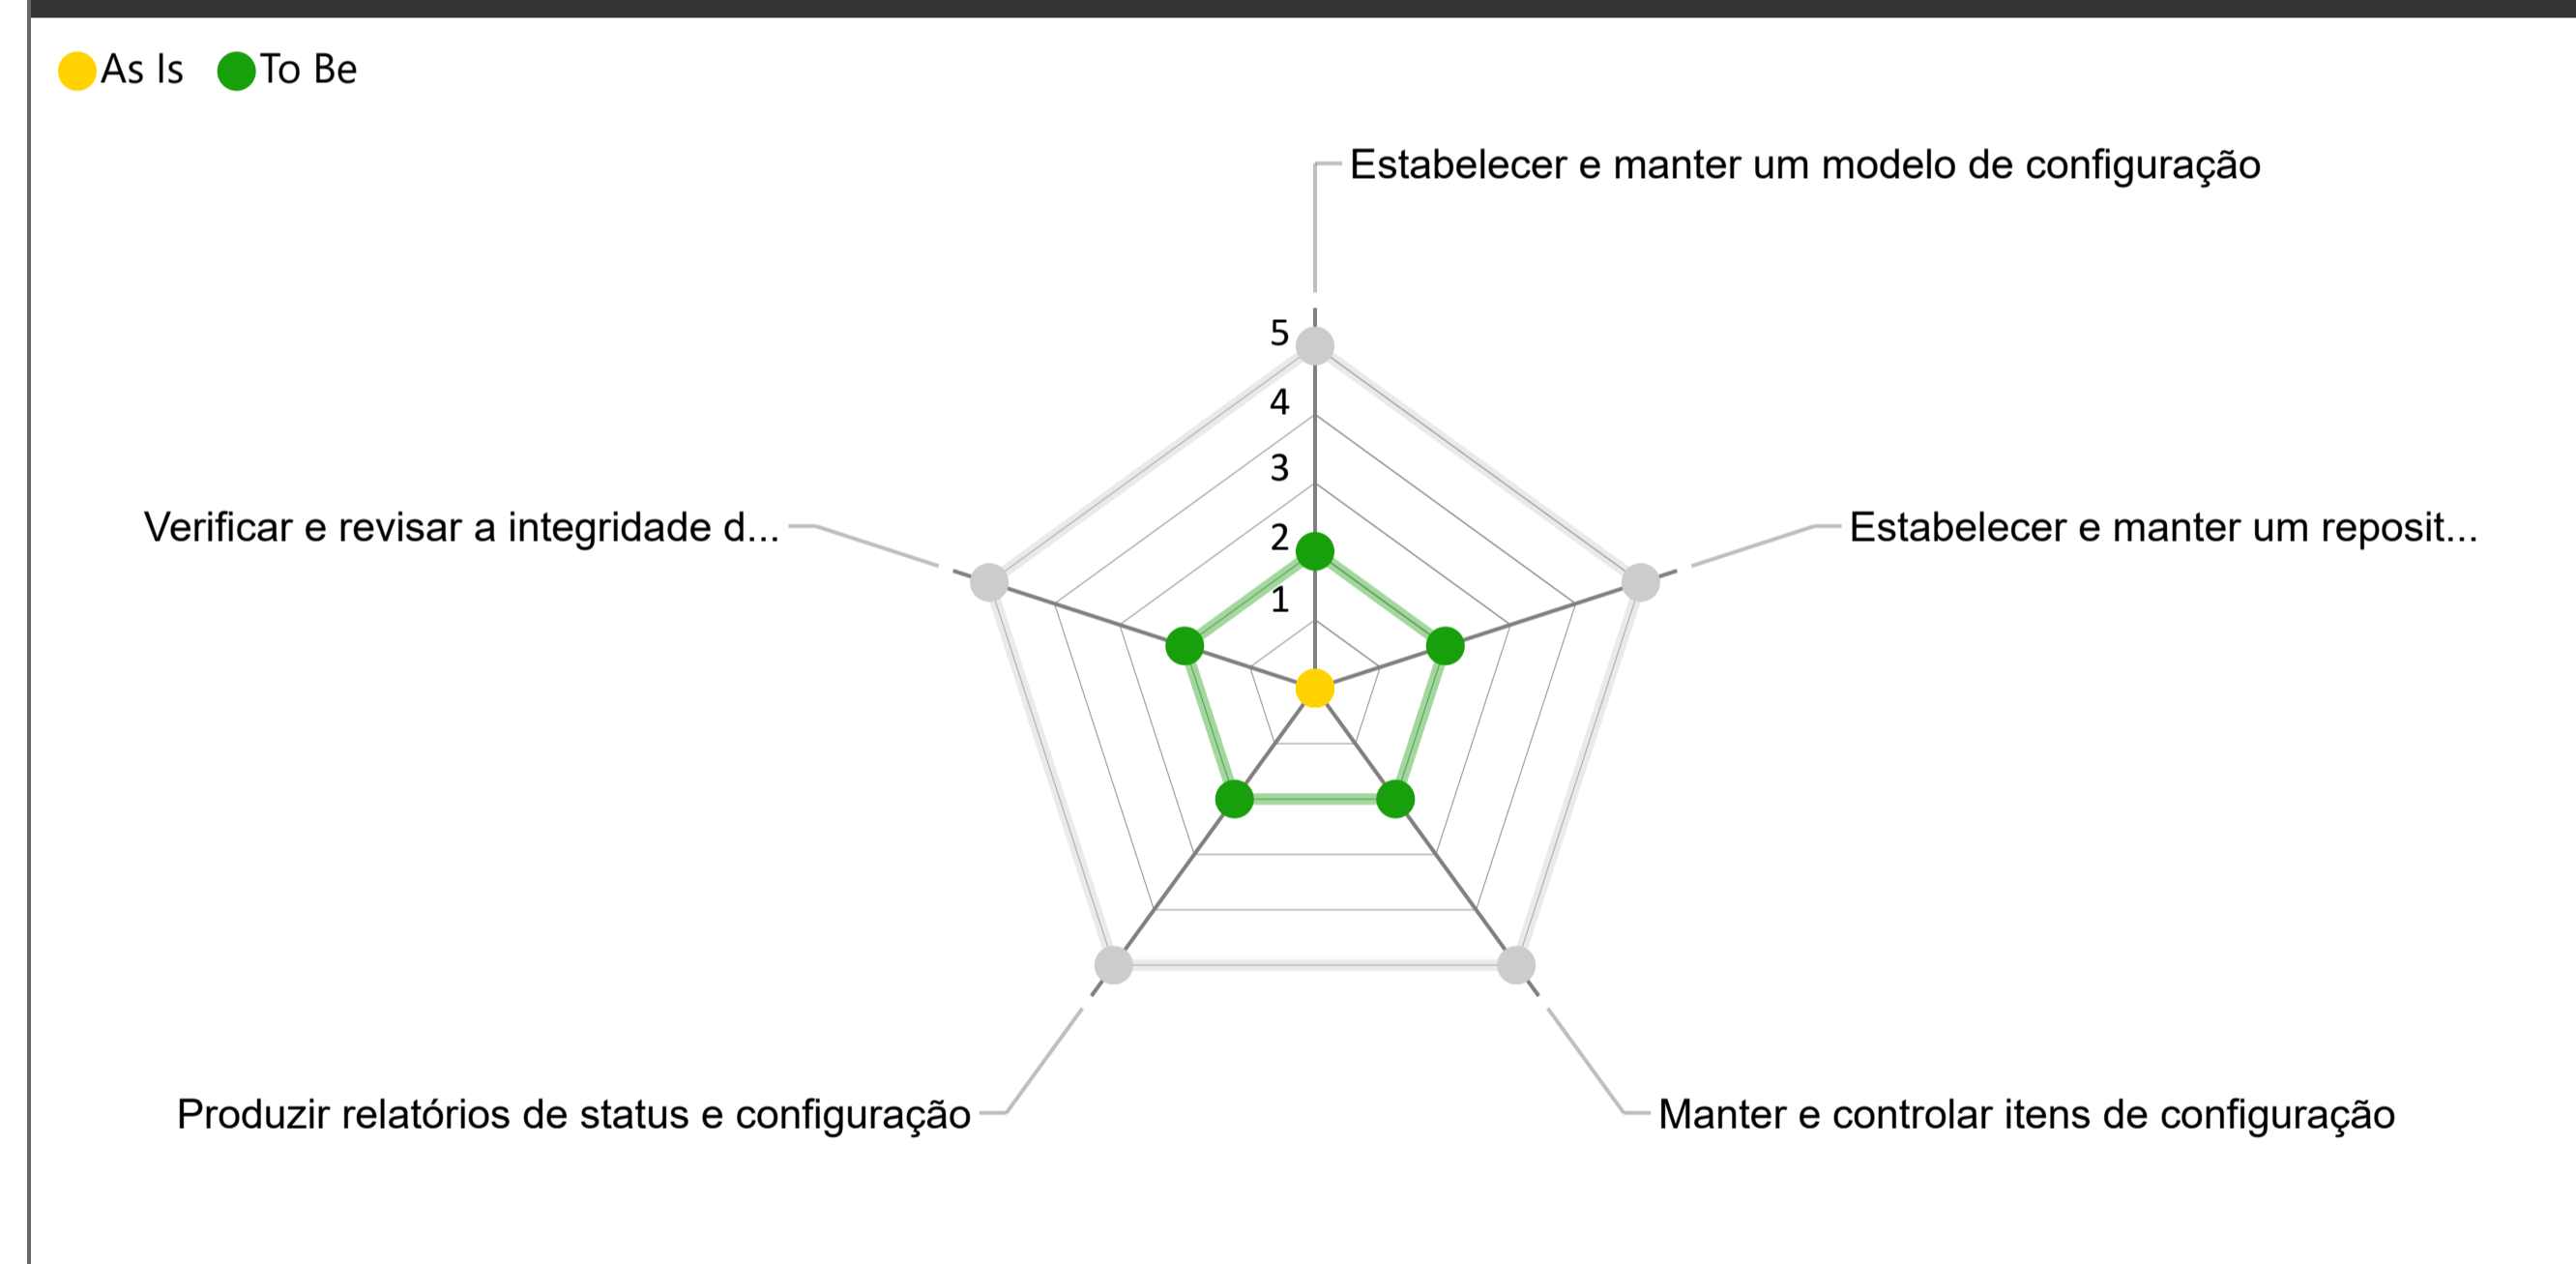 As Is To Be
Estabelecer e manter um modelo de configuração
5
4
3
2
1
Verificar e revisar a integridade d...
Estabelecer e manter um reposit...
Produzir relatórios de status e configuração
Manter e controlar itens de configuração